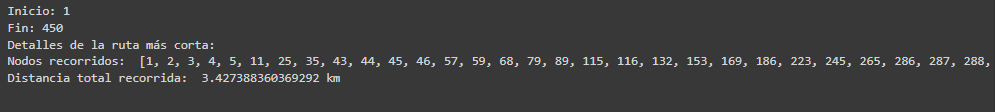 Inicio: 1
Fin: 450
Detalles de la ruta más corta:
Nodos recorridos:  [1, 2, 3, 4, 5, 11, 25, 35, 43, 44, 45, 46, 57, 59, 68, 79, 89, 115, 116, 132, 153, 169, 186, 223, 245, 265, 286, 287, 288,
Distancia total recorrida:  3.427388360369292 km